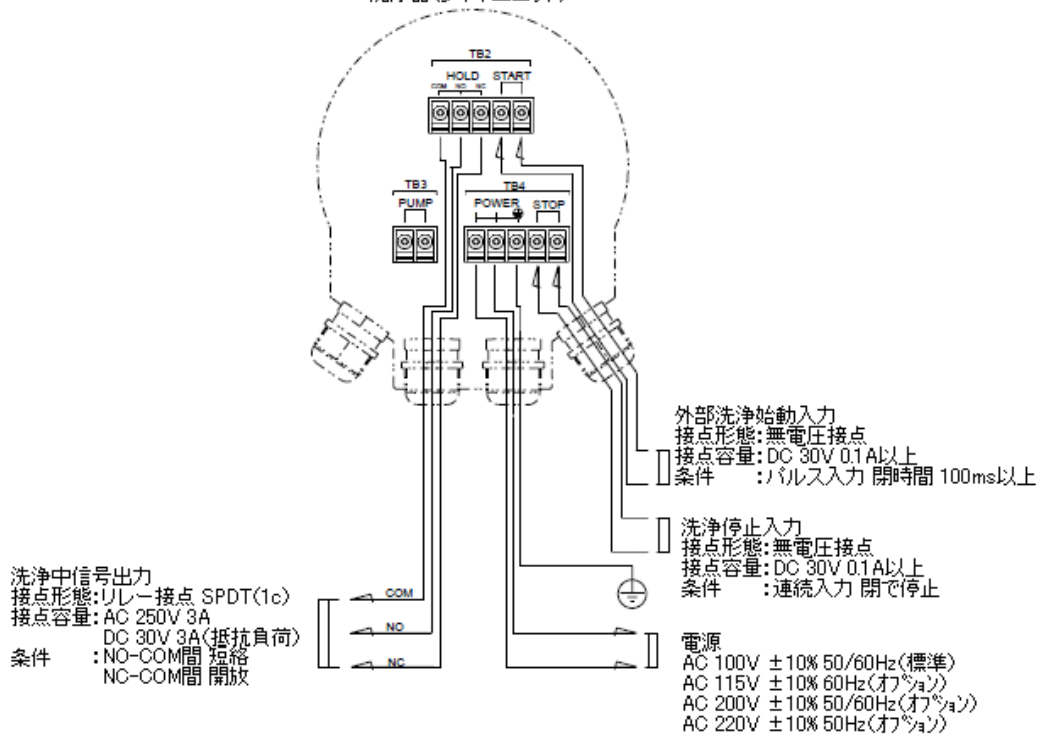 TB2
HOLD START
COM NO NC
TB3
PUMP
TB4
POWER STOP
外部洗浄始動入力
接点形態:無電圧接点
接点容量:DC 30V 0.1A以上
条件 :パルス入力 閉時間 100ms以上
洗浄停止入力
接点形態:無電圧接点
接点容量:DC 30V 0.1A以上
条件 :連続入力 閉で停止
洗浄中信号出力
接点形態:リレー接点 SPDT(1c)
接点容量:AC 250V 3A
DC 30V 3A(抵抗負荷)
条件 :NO-COM間 短絡
NC-COM間 開放
COM
NO
NC
電源
AC 100V ±10% 50/60Hz(標準)
AC 115V ±10% 60Hz(オプション)
AC 200V ±10% 50/60Hz(オプション)
AC 220V ±10% 50Hz(オプション)